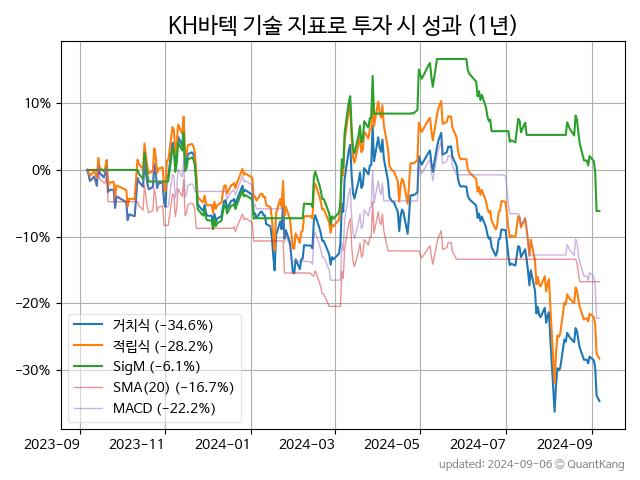 KH바텍 기술 지표로 투자 시 성과 (1년)
10%
0%
−10%
−20%
−30%
거치식 (−34.6%)
적립식 (−28.2%)
SigM (−6.1%)
SMA(20) (−16.7%)
MACD (−22.2%)
2023-09 2023-11 2024-01 2024-03 2024-05 2024-07 2024-09
updated: 2024-09-06 © QuantKang